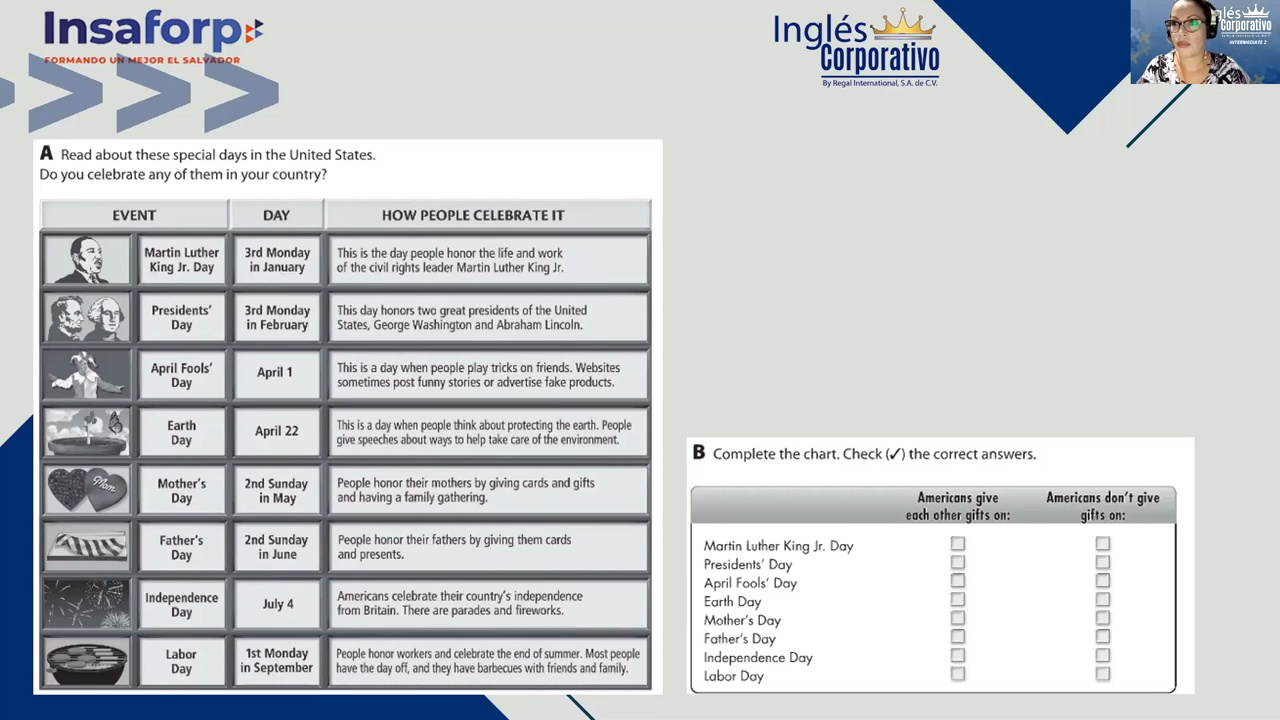 Insaforp
FORMANDO UN MEJOR EL SALVADOR
Inglés
Corporativo
By Regal International, S.A. de C.V.
Inglés
Corporativo
INTERMEDIATE 2
A Read about these special days in the United States.
Do you celebrate any of them in your country?
EVENT DAY HOW PEOPLE CELEBRATE IT
Martin Luther
King Jr. Day
3rd Monday
in January
This is the day people honor the life and work
of the civil rights leader Martin Luther King Jr.
Presidents'
Day
3rd Monday
in February
This day honors two great presidents of the United
States, George Washington and Abraham Lincoln.
April Fools'
Day
April 1
This is a day when people play tricks on friends. Websites
sometimes post funny stories or advertise fake products.
Earth
Day
April 22
This is a day when people think about protecting the earth. People
give speeches about ways to help take care of the environment.
Mom
Mother's
Day
2nd Sunday
in May
People honor their mothers by giving cards and gifts
and having a family gathering.
Father's
Day
2nd Sunday
in June
People honor their fathers by giving them cards
and presents.
Independence
Day
July 4
Americans celebrate their country's independence
from Britain. There are parades and fireworks.
Labor
Day
1st Monday
in September
People honor workers and celebrate the end of summer. Most people
have the day off, and they have barbecues with friends and family.
B Complete the chart. Check (✓) the correct answers.
Americans give
each other gifts on:
Americans don't give
gifts on:
Martin Luther King Jr. Day
Presidents' Day
April Fools' Day
Earth Day
Mother's Day
Father's Day
Independence Day
Labor Day